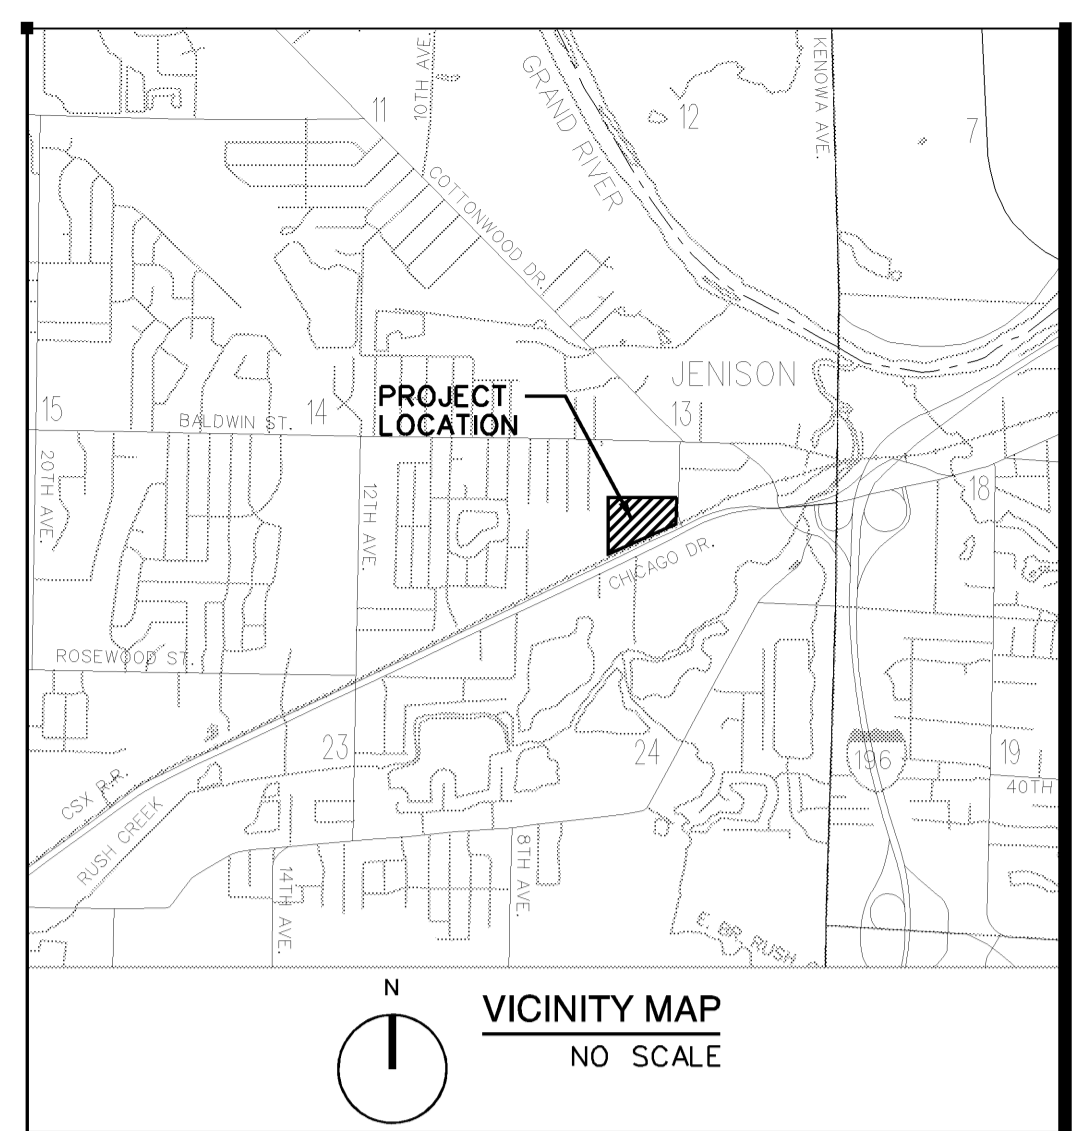 10TH AVE.
KENOWA AVE.
GRAND RIVER
11
12
7
COTTONWOOD DR.
JENISON
PROJECT
LOCATION
15
14
13
BALDWIN ST.
20TH AVE.
12TH AVE.
18
CHICAGO DR.
ROSEWOOD ST.
23
24
196
19
40TH
CSX R.R.
RUSH CREEK
14TH AVE.
8TH AVE.
E. BR. RUSH
N
VICINITY MAP
NO SCALE